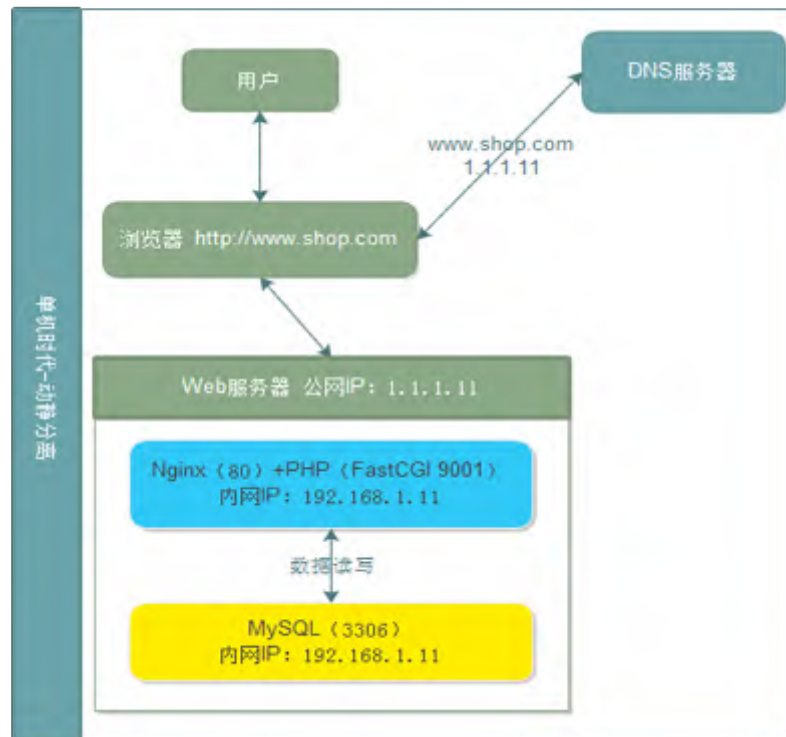 单机时代-动静分离
用户
DNS服务器
www.shop.com
1.1.1.11
浏览器 http://www.shop.com
Web服务器 公网IP：1.1.1.11
Nginx（80）+PHP（FastCGI 9001）
内网IP：192.168.1.11
数据读写
MySQL（3306）
内网IP：192.168.1.11